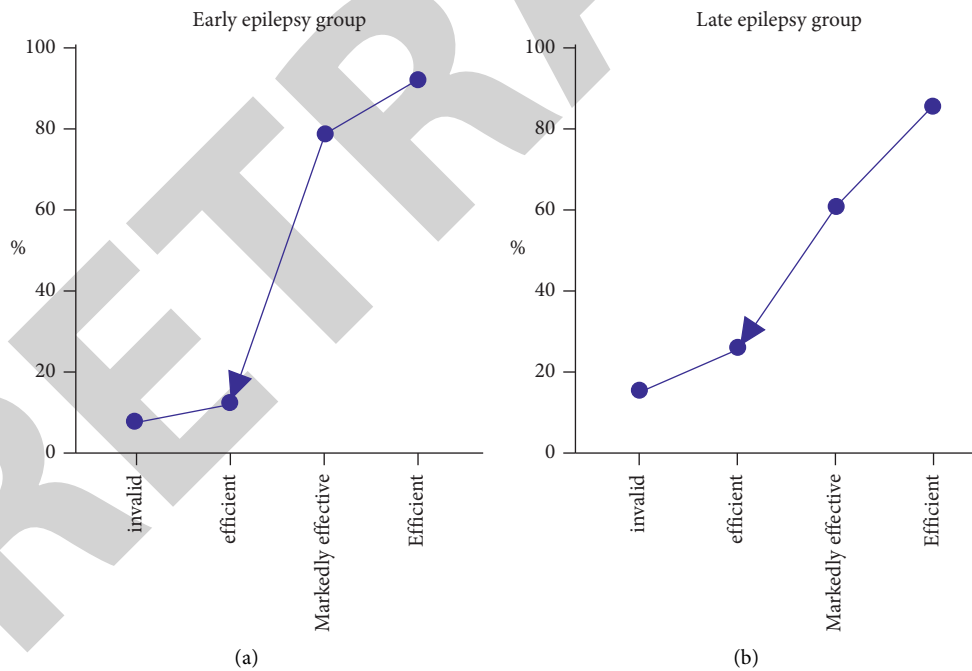 Early epilepsy group
100
80
60
%
40
20
0
invalid
efficient
Markedly effective
Efficient
(a)
Late epilepsy group
100
80
60
%
40
20
0
invalid
efficient
Markedly effective
Efficient
(b)
RETRA